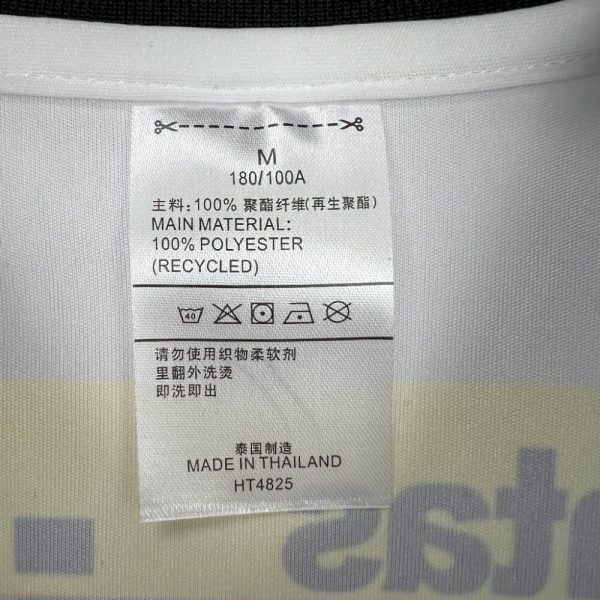 M
180/100A
主料:100% 聚酯纤维(再生聚酯)
MAIN MATERIAL:
100% POLYESTER
(RECYCLED)
40
请勿使用织物柔软剂
里翻外洗烫
即洗即出
泰国制造
MADE IN THAILAND
HT4825